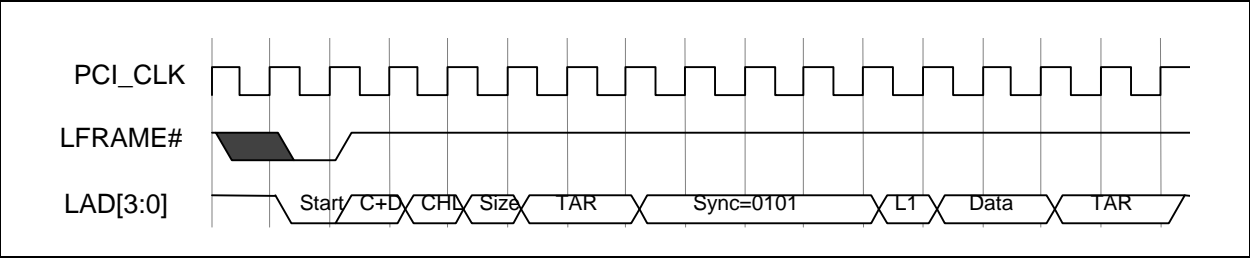 PCI_CLK
LFRAME#
LAD[3:0] Start C+D CHL Size TAR Sync=0101 L1 Data TAR